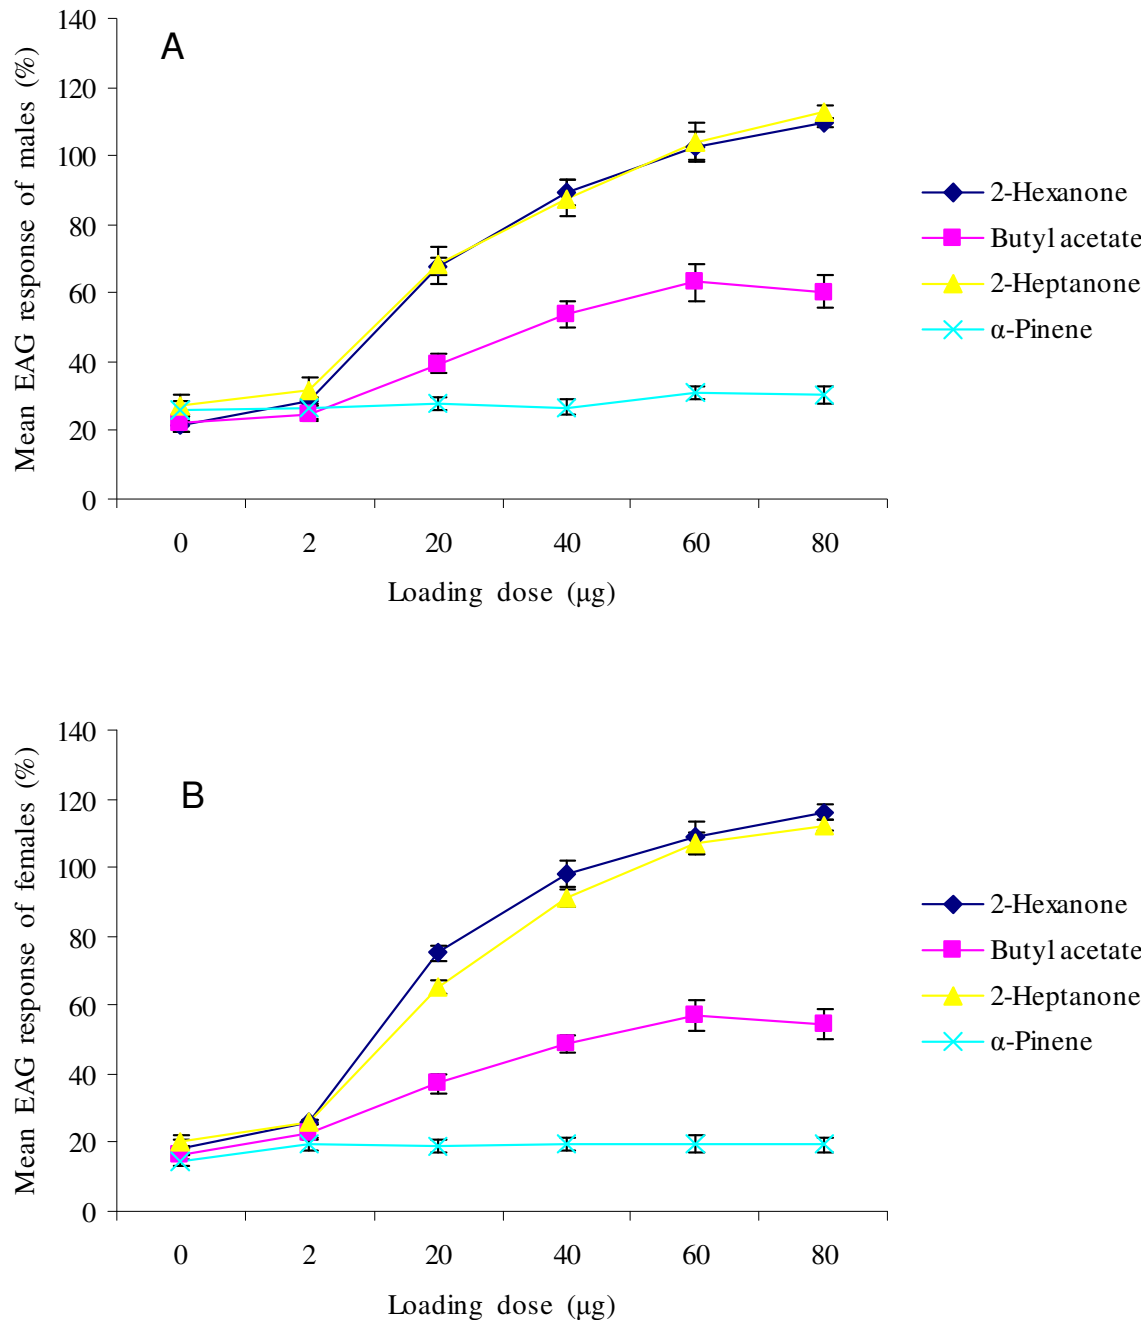 A
Mean EAG response of males (%)
140
120
100
80
60
40
20
0
0 2 20 40 60 80
Loading dose (µg)
2-Hexanone
Butyl acetate
2-Heptanone
α-Pinene
B
Mean EAG response of females (%)
140
120
100
80
60
40
20
0
0 2 20 40 60 80
Loading dose (µg)
2-Hexanone
Butyl acetate
2-Heptanone
α-Pinene